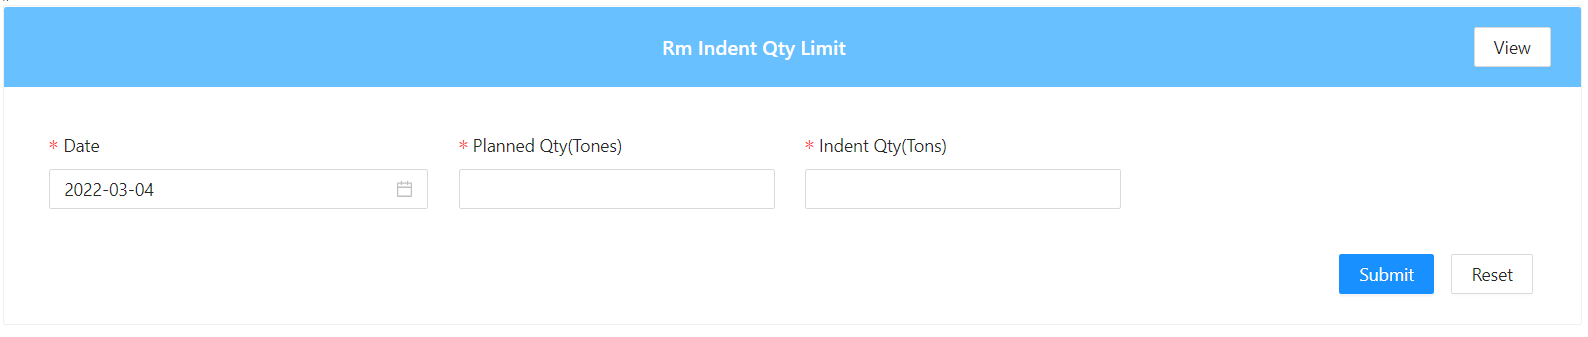 Rm Indent Qty Limit
View
* Date
* Planned Qty(Tones)
* Indent Qty(Tons)
2022-03-04
Submit
Reset